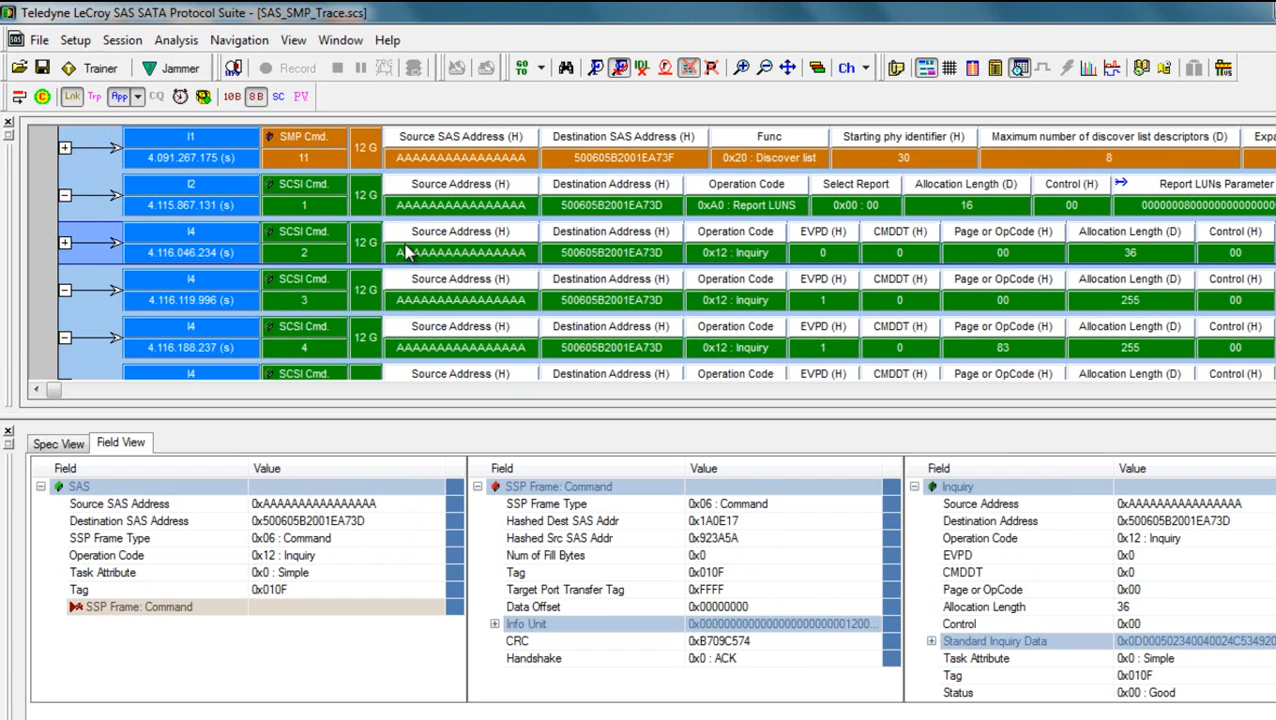 Teledyne LeCroy SAS SATA Protocol Suite - [SAS_SMP_Trace.scs]
File Setup Session Analysis Navigation View Window Help
Trainer Jammer Record GO TO IDL Ch
Lnk Trp App CQ 10B 8B SC PV
I1 SMP Cmd. 12 G Source SAS Address (H) Destination SAS Address (H) Func Starting phy identifier (H) Maximum number of discover list descriptors (D) Expa
4.091.267.175 (s) 11 AAAAAAAAAAAAAAAA 500605B2001EA73F 0x20 : Discover list 30 8
I2 SCSI Cmd. 12 G Source Address (H) Destination Address (H) Operation Code Select Report Allocation Length (D) Control (H) Report LUNs Parameter
4.115.867.131 (s) 1 AAAAAAAAAAAAAAAA 500605B2001EA73D 0xA0 : Report LUNS 0x00 : 00 16 00
I4 SCSI Cmd. 12 G Source Address (H) Destination Address (H) Operation Code EVPD (H) CMDDT (H) Page or OpCode (H) Allocation Length (D) Control (H)
4.116.046.234 (s) 2 AAAAAAAAAAAAAAAA 500605B2001EA73D 0x12 : Inquiry 0 0 00 36 00
I4 SCSI Cmd. 12 G Source Address (H) Destination Address (H) Operation Code EVPD (H) CMDDT (H) Page or OpCode (H) Allocation Length (D) Control (H)
4.116.119.996 (s) 3 AAAAAAAAAAAAAAAA 500605B2001EA73D 0x12 : Inquiry 1 0 00 255 00
I4 SCSI Cmd. 12 G Source Address (H) Destination Address (H) Operation Code EVPD (H) CMDDT (H) Page or OpCode (H) Allocation Length (D) Control (H)
4.116.188.237 (s) 4 AAAAAAAAAAAAAAAA 500605B2001EA73D 0x12 : Inquiry 1 0 83 255 00
I4 SCSI Cmd. Source Address (H) Destination Address (H) Operation Code EVPD (H) CMDDT (H) Page or OpCode (H) Allocation Length (D) Control (H)
Spec View Field View
Field Value
SAS
Source SAS Address 0xAAAAAAAAAAAAAAAA
Destination SAS Address 0x500605B2001EA73D
SSP Frame Type 0x06 : Command
Operation Code 0x12 : Inquiry
Task Attribute 0x0 : Simple
Tag 0x010F
SSP Frame: Command
Field Value
SSP Frame: Command
SSP Frame Type 0x06 : Command
Hashed Dest SAS Addr 0x1A0E17
Hashed Src SAS Addr 0x923A5A
Num of Fill Bytes 0x0
Tag 0x010F
Target Port Transfer Tag 0xFFFF
Data Offset 0x00000000
Info Unit 0x00000000000000000000000001200...
CRC 0xB709C574
Handshake 0x0 : ACK
Field Value
Inquiry
Source Address 0xAAAAAAAAAAAAAAAA
Destination Address 0x500605B2001EA73D
Operation Code 0x12 : Inquiry
EVPD 0x0
CMDDT 0x0
Page or OpCode 0x00
Allocation Length 36
Control 0x00
Standard Inquiry Data 0x0D000502340040024C534920
Task Attribute 0x0 : Simple
Tag 0x010F
Status 0x00 : Good